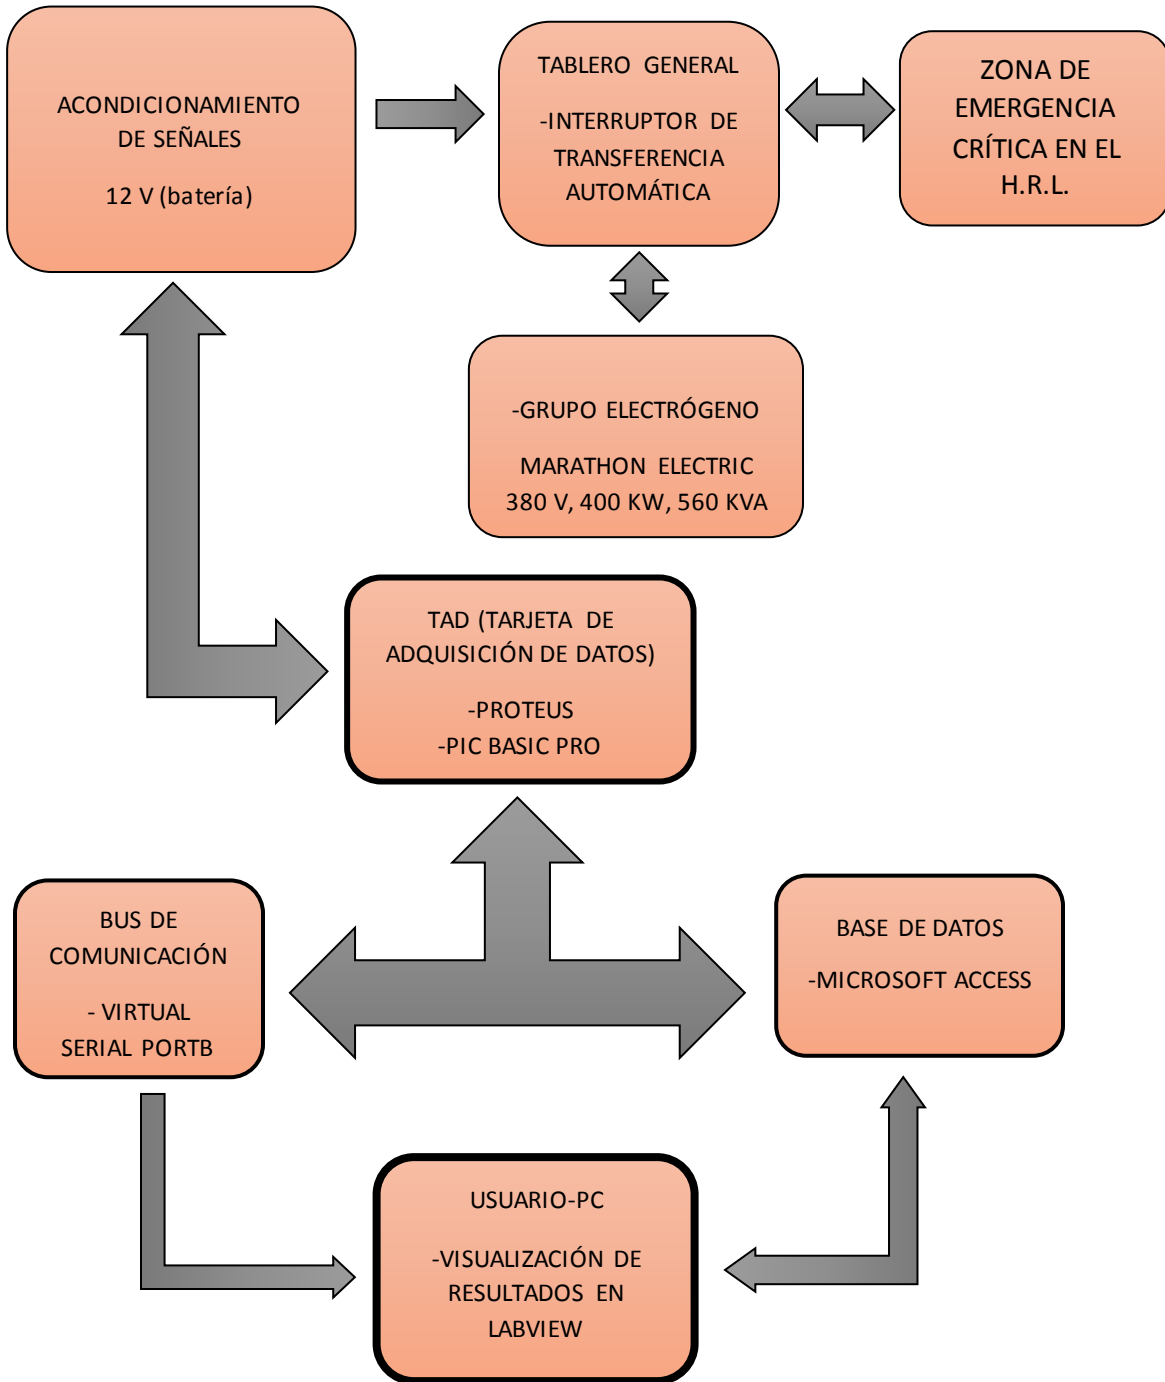 ACONDICIONAMIENTO
DE SEÑALES
12 V (batería)
TABLERO GENERAL
-INTERRUPTOR DE
TRANSFERENCIA
AUTOMÁTICA
ZONA DE
EMERGENCIA
CRÍTICA EN EL
H.R.L.
-GRUPO ELECTRÓGENO
MARATHON ELECTRIC
380 V, 400 KW, 560 KVA
TAD (TARJETA DE
ADQUISICIÓN DE DATOS)
-PROTEUS
-PIC BASIC PRO
BUS DE
COMUNICACIÓN
- VIRTUAL
SERIAL PORTB
BASE DE DATOS
-MICROSOFT ACCESS
USUARIO-PC
-VISUALIZACIÓN DE
RESULTADOS EN
LABVIEW